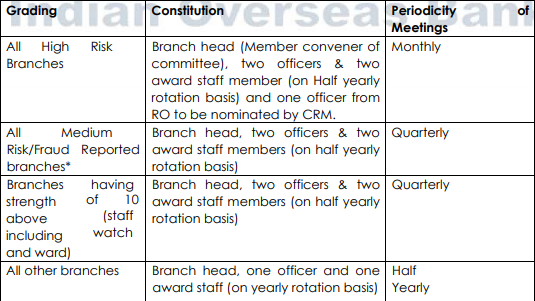 Indian Overseas Bank
Grading Constitution Periodicity of
Meetings
All High Risk Branch head (Member convener of Monthly
Branches committee), two officers & two
award staff member (on Half yearly
rotation basis) and one officer from
RO to be nominated by CRM.
All Medium Branch head, two officers & two Quarterly
Risk/Fraud Reported award staff members (on half yearly
branches* rotation basis)
Branches having Branch head, two officers & two Quarterly
strength of 10 award staff members (on half yearly
above (staff rotation basis)
including watch
and ward)
All other branches Branch head, one officer and one Half
award staff (on yearly rotation basis) Yearly